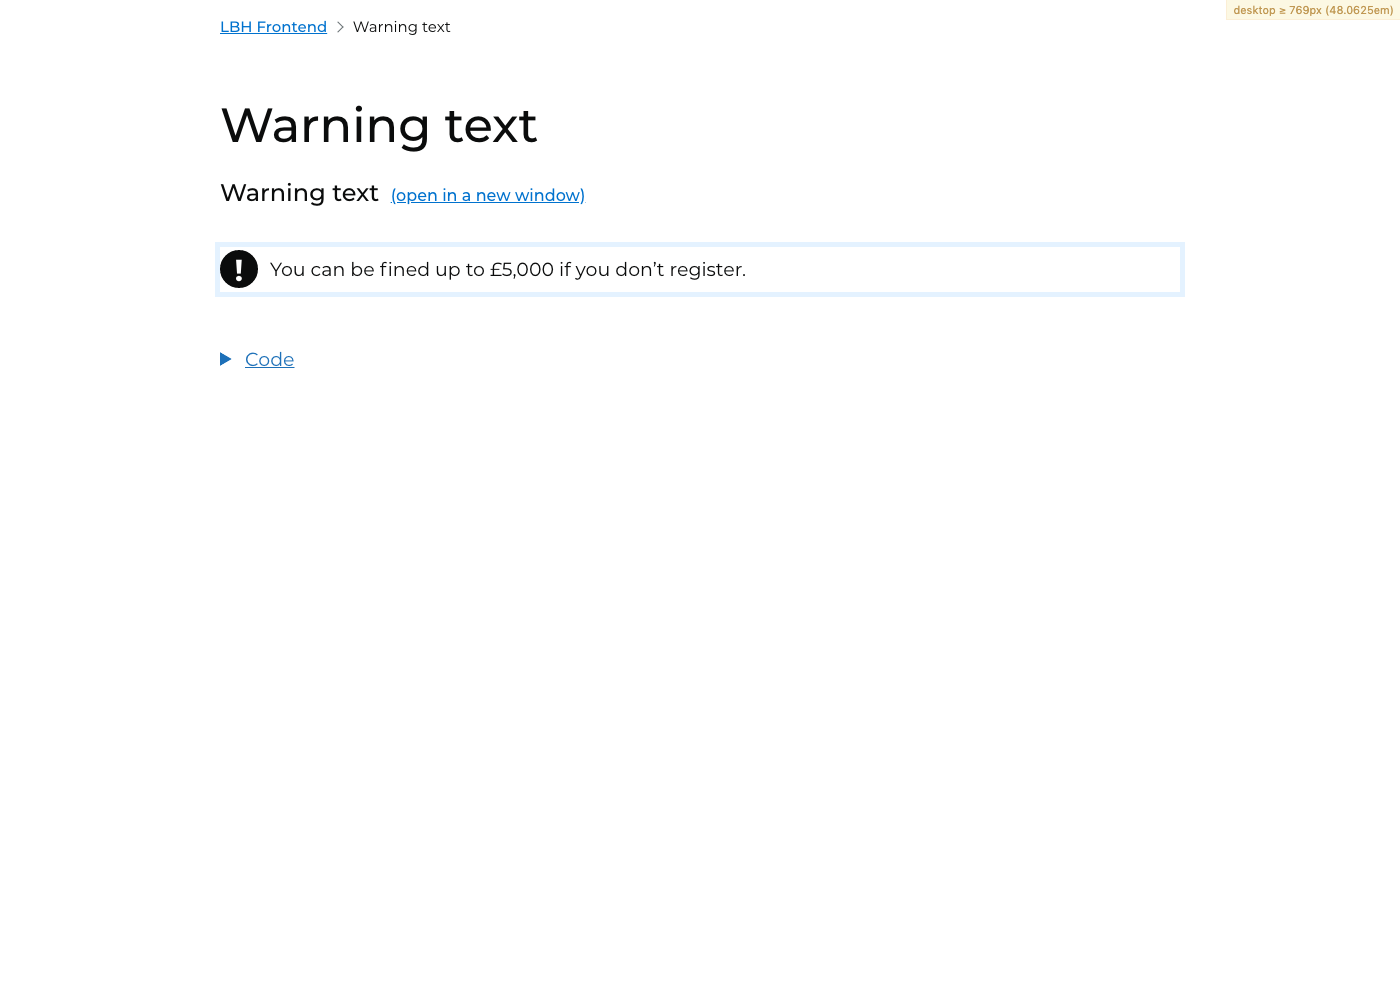 desktop ≥ 769px (48.0625em)
LBH Frontend > Warning text
Warning text
Warning text (open in a new window)
! You can be fined up to £5,000 if you don’t register.
Code